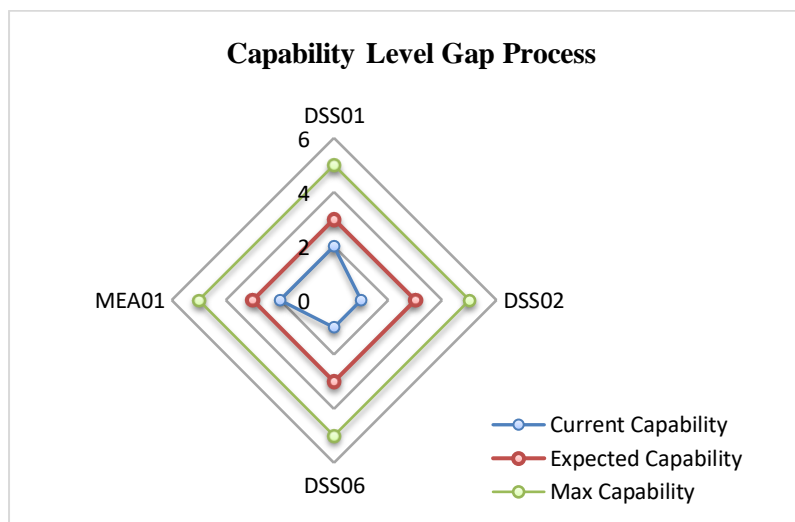 Capability Level Gap Process
DSS01
6
4
2
0
MEA01
DSS02
DSS06
Current Capability
Expected Capability
Max Capability